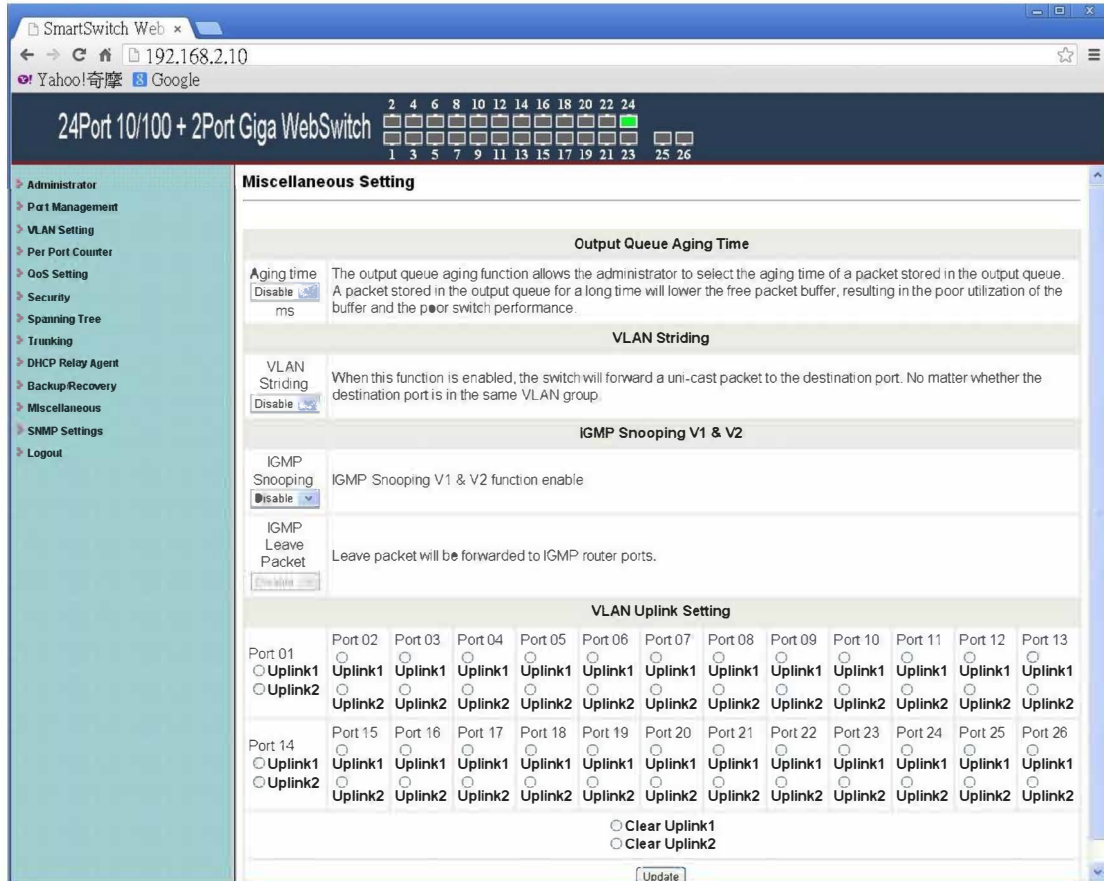 SmartSwitch Web ×
192.168.2.10
Yahoo!奇摩 Google
2 4 6 8 10 12 14 16 18 20 22 24
24Port 10/100 + 2Port Giga WebSwitch
1 3 5 7 9 11 13 15 17 19 21 23 25 26
Administrator
Port Management
VLAN Setting
Per Port Counter
QoS Setting
Security
Spanning Tree
Trunking
DHCP Relay Agent
Backup/Recovery
Miscellaneous
SNMP Settings
Logout
Miscellaneous Setting
Output Queue Aging Time
Aging time
Disable
ms
The output queue aging function allows the administrator to select the aging time of a packet stored in the output queue.
A packet stored in the output queue for a long time will lower the free packet buffer, resulting in the poor utilization of the
buffer and the poor switch performance.
VLAN Striding
VLAN
Striding
Disable
When this function is enabled, the switch will forward a uni-cast packet to the destination port. No matter whether the
destination port is in the same VLAN group.
IGMP Snooping V1 & V2
IGMP
Snooping
Disable
IGMP Snooping V1 & V2 function enable
IGMP
Leave
Packet
Disable
Leave packet will be forwarded to IGMP router ports.
VLAN Uplink Setting
Port 01 Port 02 Port 03 Port 04 Port 05 Port 06 Port 07 Port 08 Port 09 Port 10 Port 11 Port 12 Port 13
Uplink1 Uplink1 Uplink1 Uplink1 Uplink1 Uplink1 Uplink1 Uplink1 Uplink1 Uplink1 Uplink1 Uplink1 Uplink1
Uplink2 Uplink2 Uplink2 Uplink2 Uplink2 Uplink2 Uplink2 Uplink2 Uplink2 Uplink2 Uplink2 Uplink2 Uplink2
Port 14 Port 15 Port 16 Port 17 Port 18 Port 19 Port 20 Port 21 Port 22 Port 23 Port 24 Port 25 Port 26
Uplink1 Uplink1 Uplink1 Uplink1 Uplink1 Uplink1 Uplink1 Uplink1 Uplink1 Uplink1 Uplink1 Uplink1 Uplink1
Uplink2 Uplink2 Uplink2 Uplink2 Uplink2 Uplink2 Uplink2 Uplink2 Uplink2 Uplink2 Uplink2 Uplink2 Uplink2
Clear Uplink1
Clear Uplink2
Update